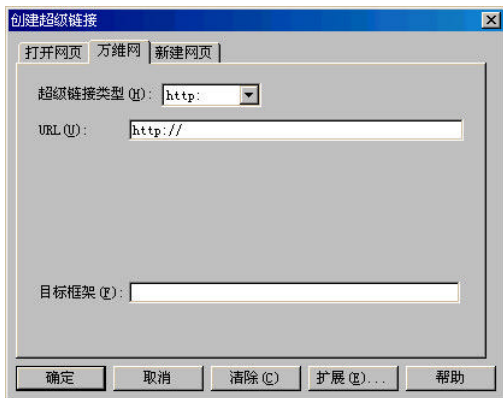 创建超级链接
打开网页 万维网 新建网页
超级链接类型(H): http:
URL(U): http://
目标框架(F):
确定 取消 清除(C) 扩展(E)... 帮助